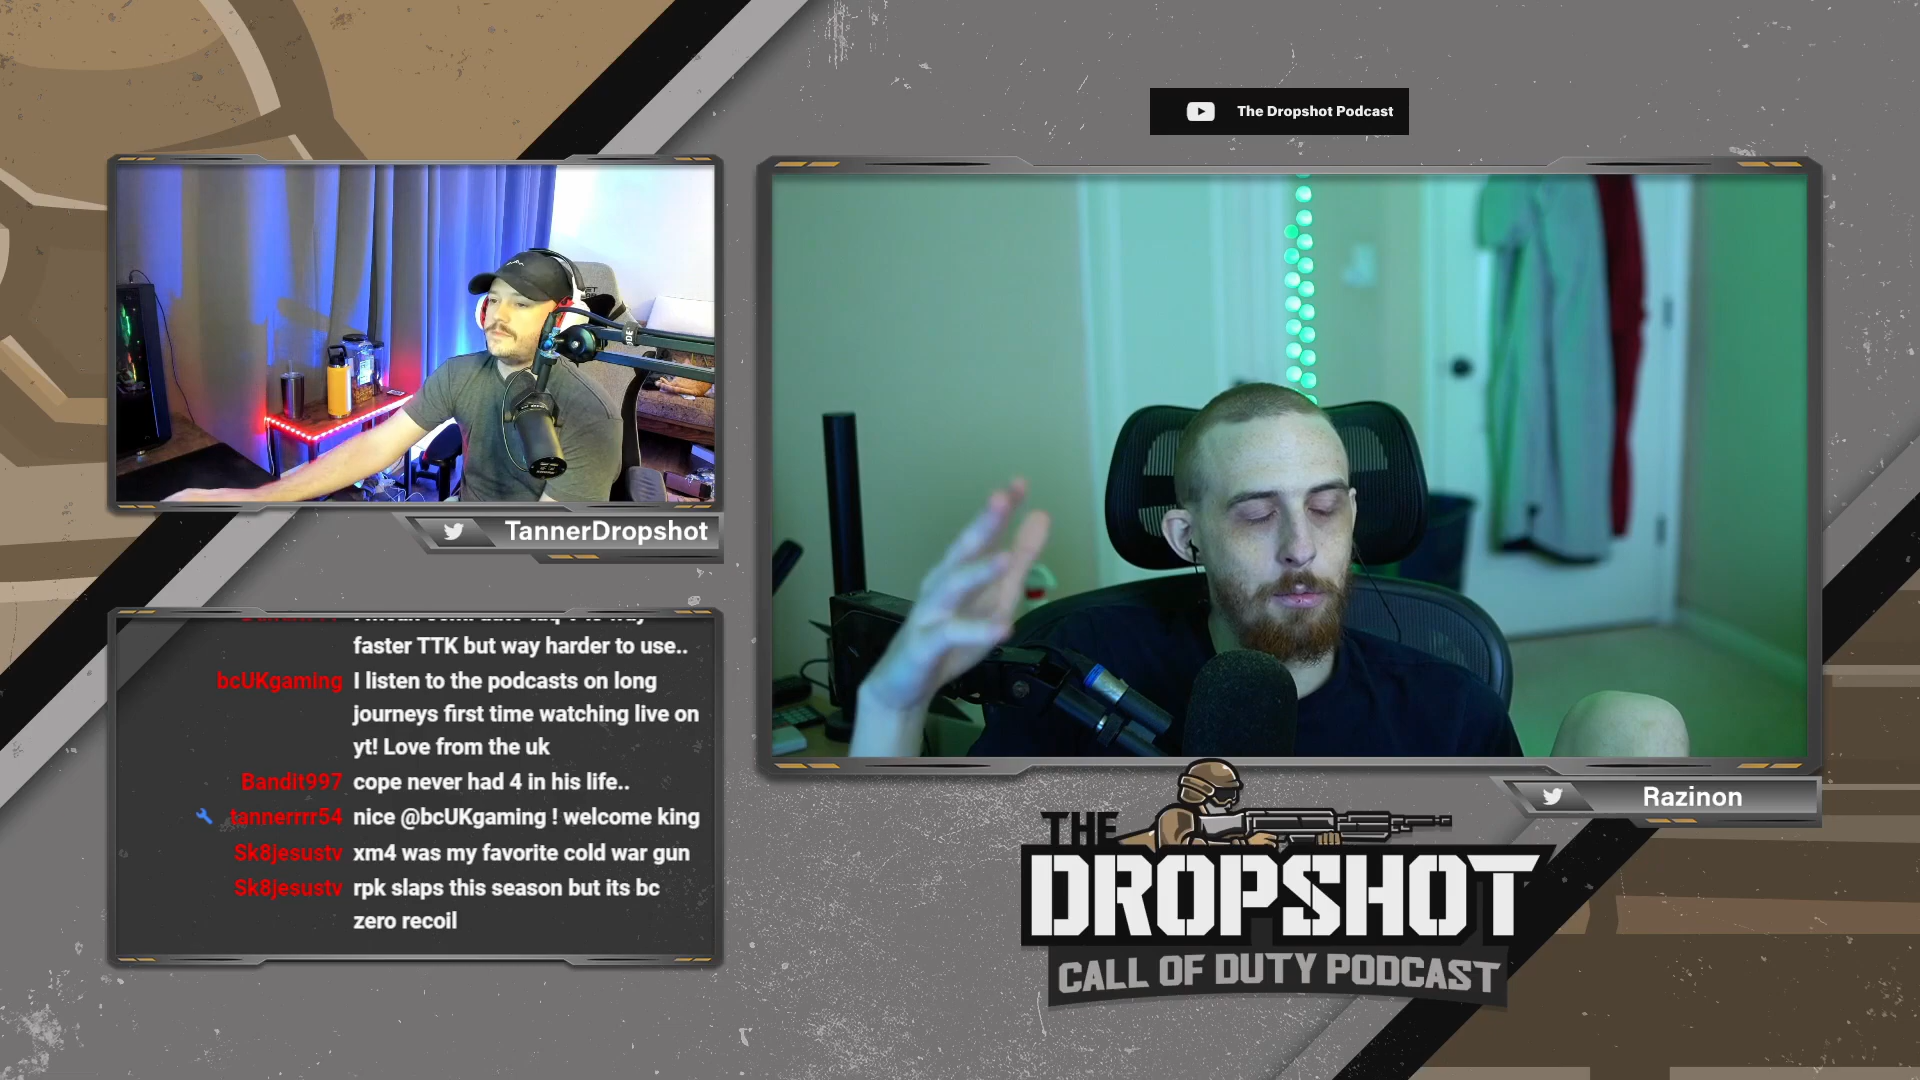 The Dropshot Podcast
TannerDropshot
faster TTK but way harder to use..
bcUKgaming I listen to the podcasts on long
journeys first time watching live on
yt! Love from the uk
Bandit997 cope never had 4 in his life..
tannerrrr54 nice @bcUKgaming ! welcome king
Sk8jesustv xm4 was my favorite cold war gun
Sk8jesustv rpk slaps this season but its bc
zero recoil
Razinon
THE
DROPSHOT
CALL OF DUTY PODCAST